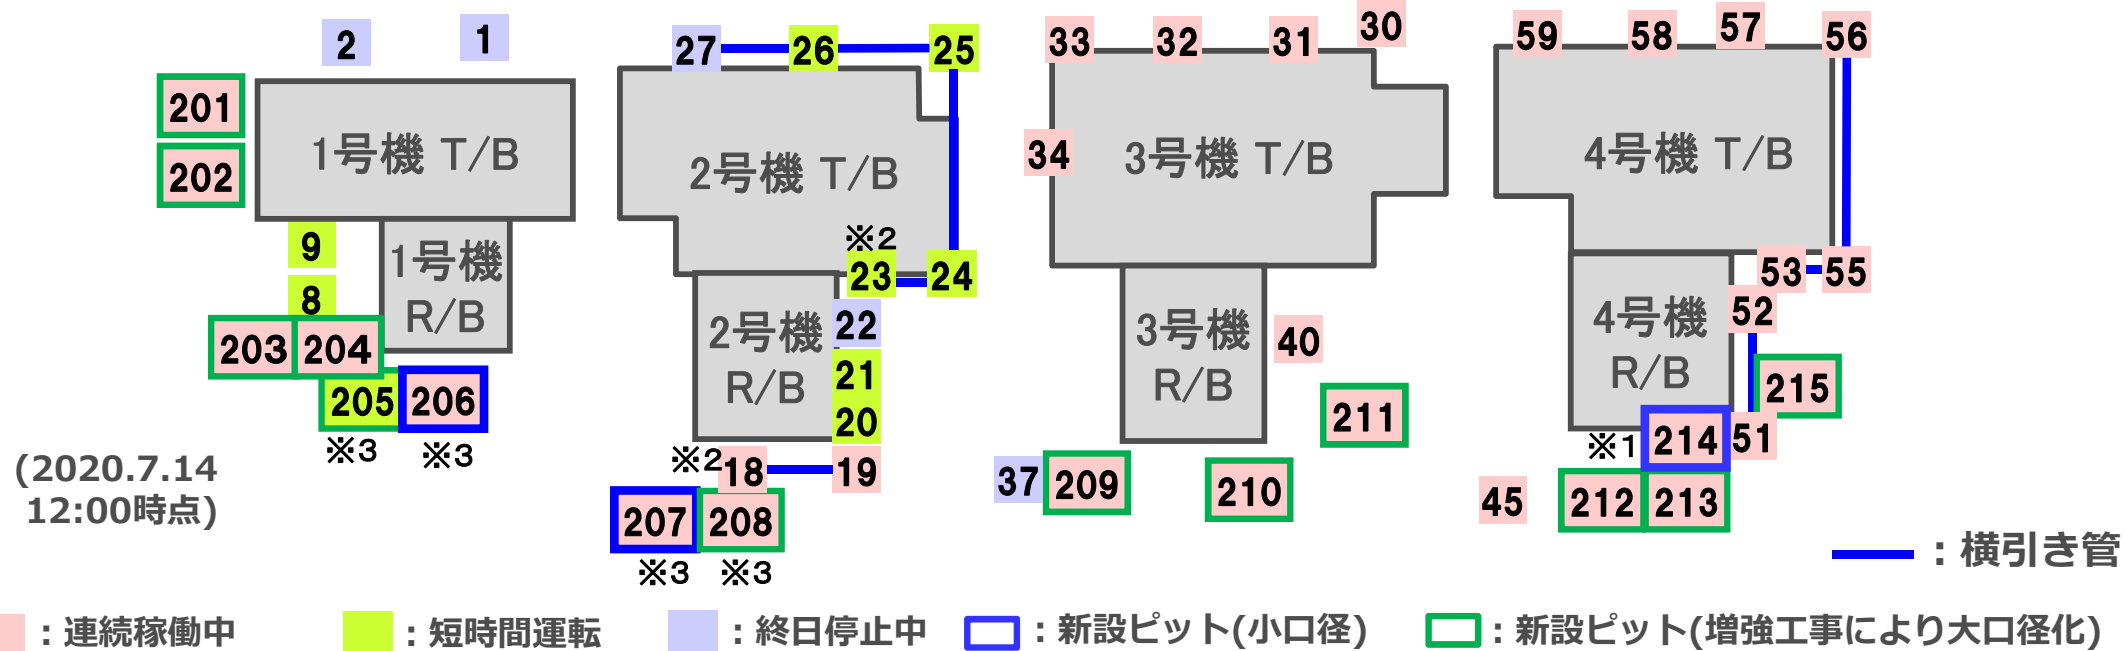 2
1
27
26
25
33
32
31
30
59
58
57
56
201
202
1号機 T/B
2号機 T/B
34
3号機 T/B
4号機 T/B
9
8
1号機
R/B
※2
23
24
53
55
203
204
205
206
※3
※3
2号機
R/B
22
21
20
3号機
R/B
40
211
4号機
R/B
52
215
※1
214
51
(2020.7.14
12:00時点)
※2
18
19
207
208
※3
※3
37
209
210
45
212
213
：横引き管
：連続稼働中
：短時間運転
：終日停止中
：新設ピット(小口径)
：新設ピット(増強工事により大口径化)